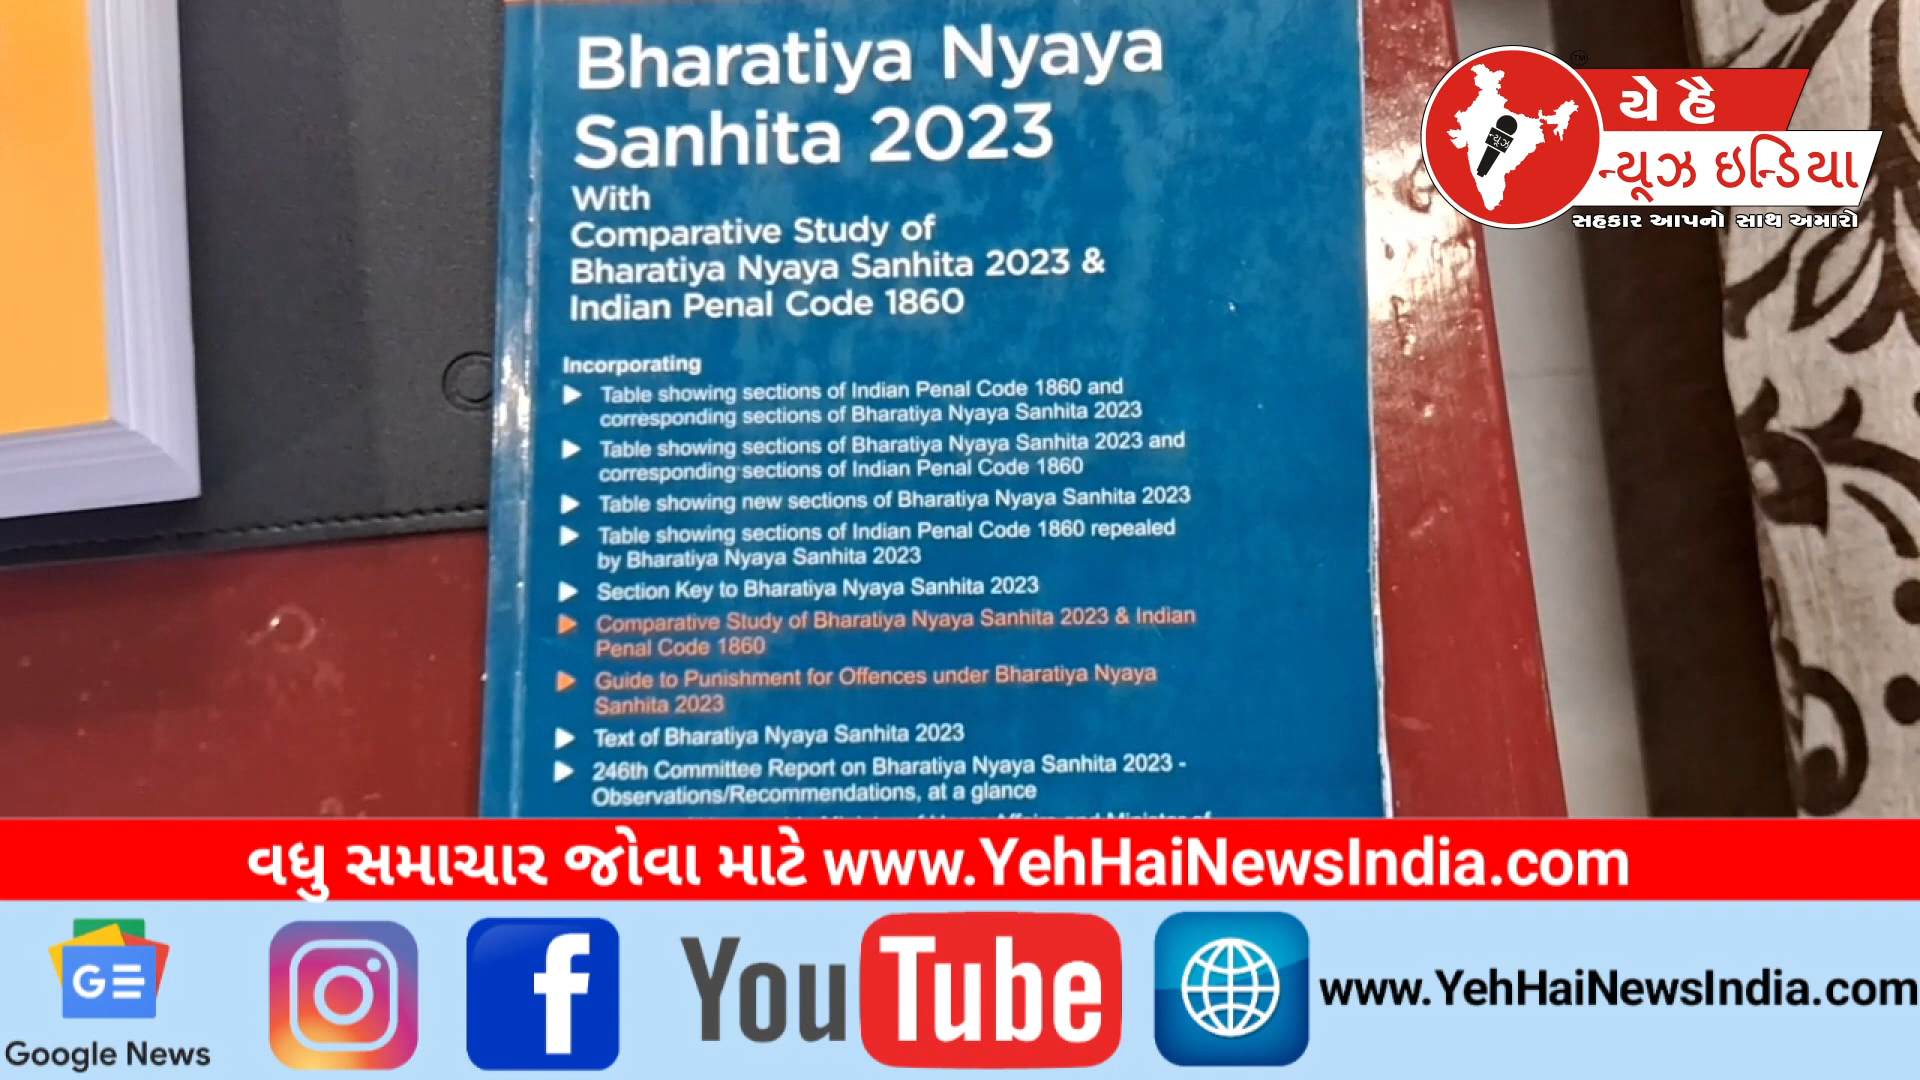 Bharatiya Nyaya
Sanhita 2023
With
Comparative Study of
Bharatiya Nyaya Sanhita 2023 &
Indian Penal Code 1860
Incorporating
Table showing sections of Indian Penal Code 1860 and
corresponding sections of Bharatiya Nyaya Sanhita 2023
Table showing sections of Bharatiya Nyaya Sanhita 2023 and
corresponding sections of Indian Penal Code 1860
Table showing new sections of Bharatiya Nyaya Sanhita 2023
Table showing sections of Indian Penal Code 1860 repealed
by Bharatiya Nyaya Sanhita 2023
Section Key to Bharatiya Nyaya Sanhita 2023
Comparative Study of Bharatiya Nyaya Sanhita 2023 & Indian
Penal Code 1860
Guide to Punishment for Offences under Bharatiya Nyaya
Sanhita 2023
Text of Bharatiya Nyaya Sanhita 2023
246th Committee Report on Bharatiya Nyaya Sanhita 2023 -
Observations/Recommendations, at a glance
TM
ન્યૂઝ
યે હૈ
ન્યૂઝ ઇન્ડિયા
સહકાર આપનો સાથ અમારો
વધુ સમાચાર જોવા માટે www.YehHaiNewsIndia.com
GE
Google News
f
YouTube
www.YehHaiNewsIndia.com